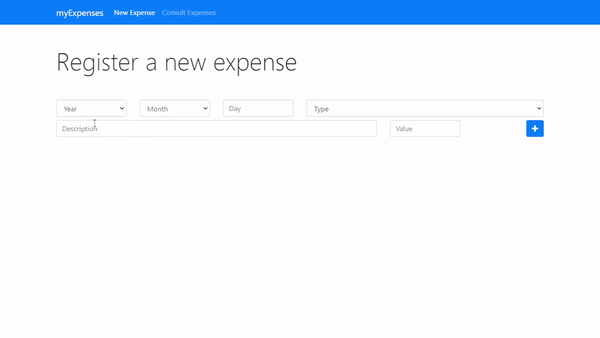 myExpenses New Expense Consult Expenses
Register a new expense
Year Month Day Type
Description Value